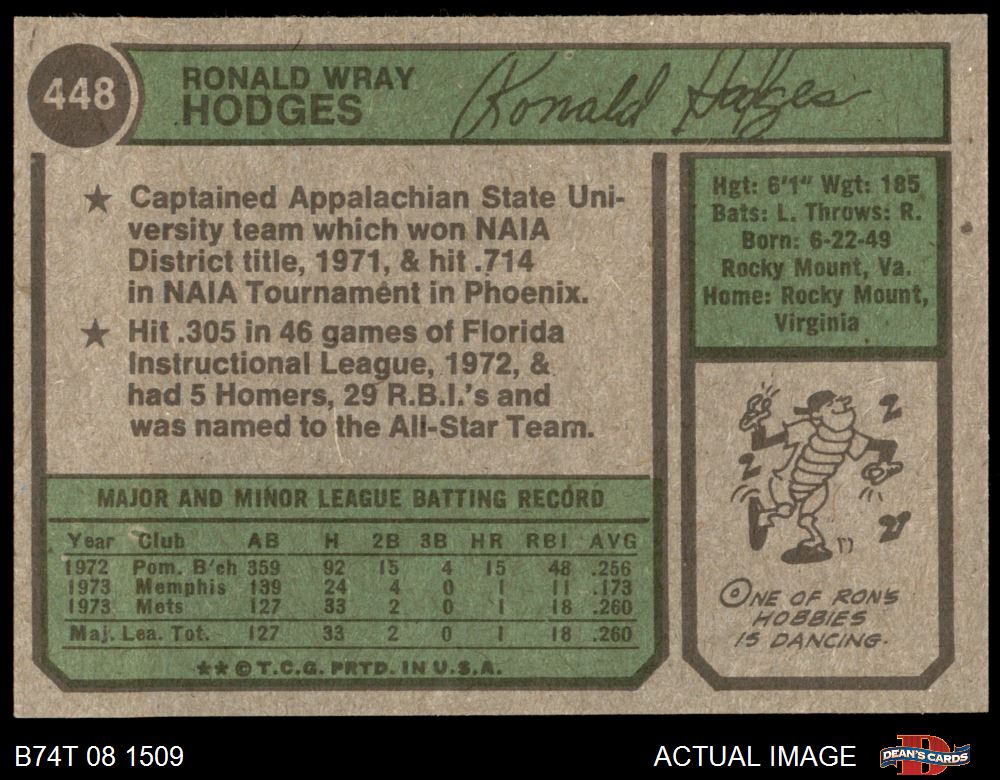 448
RONALD WRAY
HODGES
Ronald Hodges
★ Captained Appalachian State Uni-
versity team which won NAIA
District title, 1971, & hit .714
in NAIA Tournament in Phoenix.
★ Hit .305 in 46 games of Florida
Instructional League, 1972, &
had 5 Homers, 29 R.B.I.'s and
was named to the All-Star Team.
Hgt: 6'1" Wgt: 185
Bats: L. Throws: R.
Born: 6-22-49
Rocky Mount, Va.
Home: Rocky Mount,
Virginia
ONE OF RON'S
HOBBIES
IS DANCING.
MAJOR AND MINOR LEAGUE BATTING RECORD
Year Club AB H 2B 3B HR RBI AVG
1972 Pom. B'ch 359 92 15 4 15 48 .256
1973 Memphis 139 24 4 0 1 11 .173
1973 Mets 127 33 2 0 1 18 .260
Maj. Lea. Tot. 127 33 2 0 1 18 .260
★★ © T.C.G. PRTD. IN U.S.A.
B74T 08 1509
ACTUAL IMAGE
D
DEAN'S CARDS